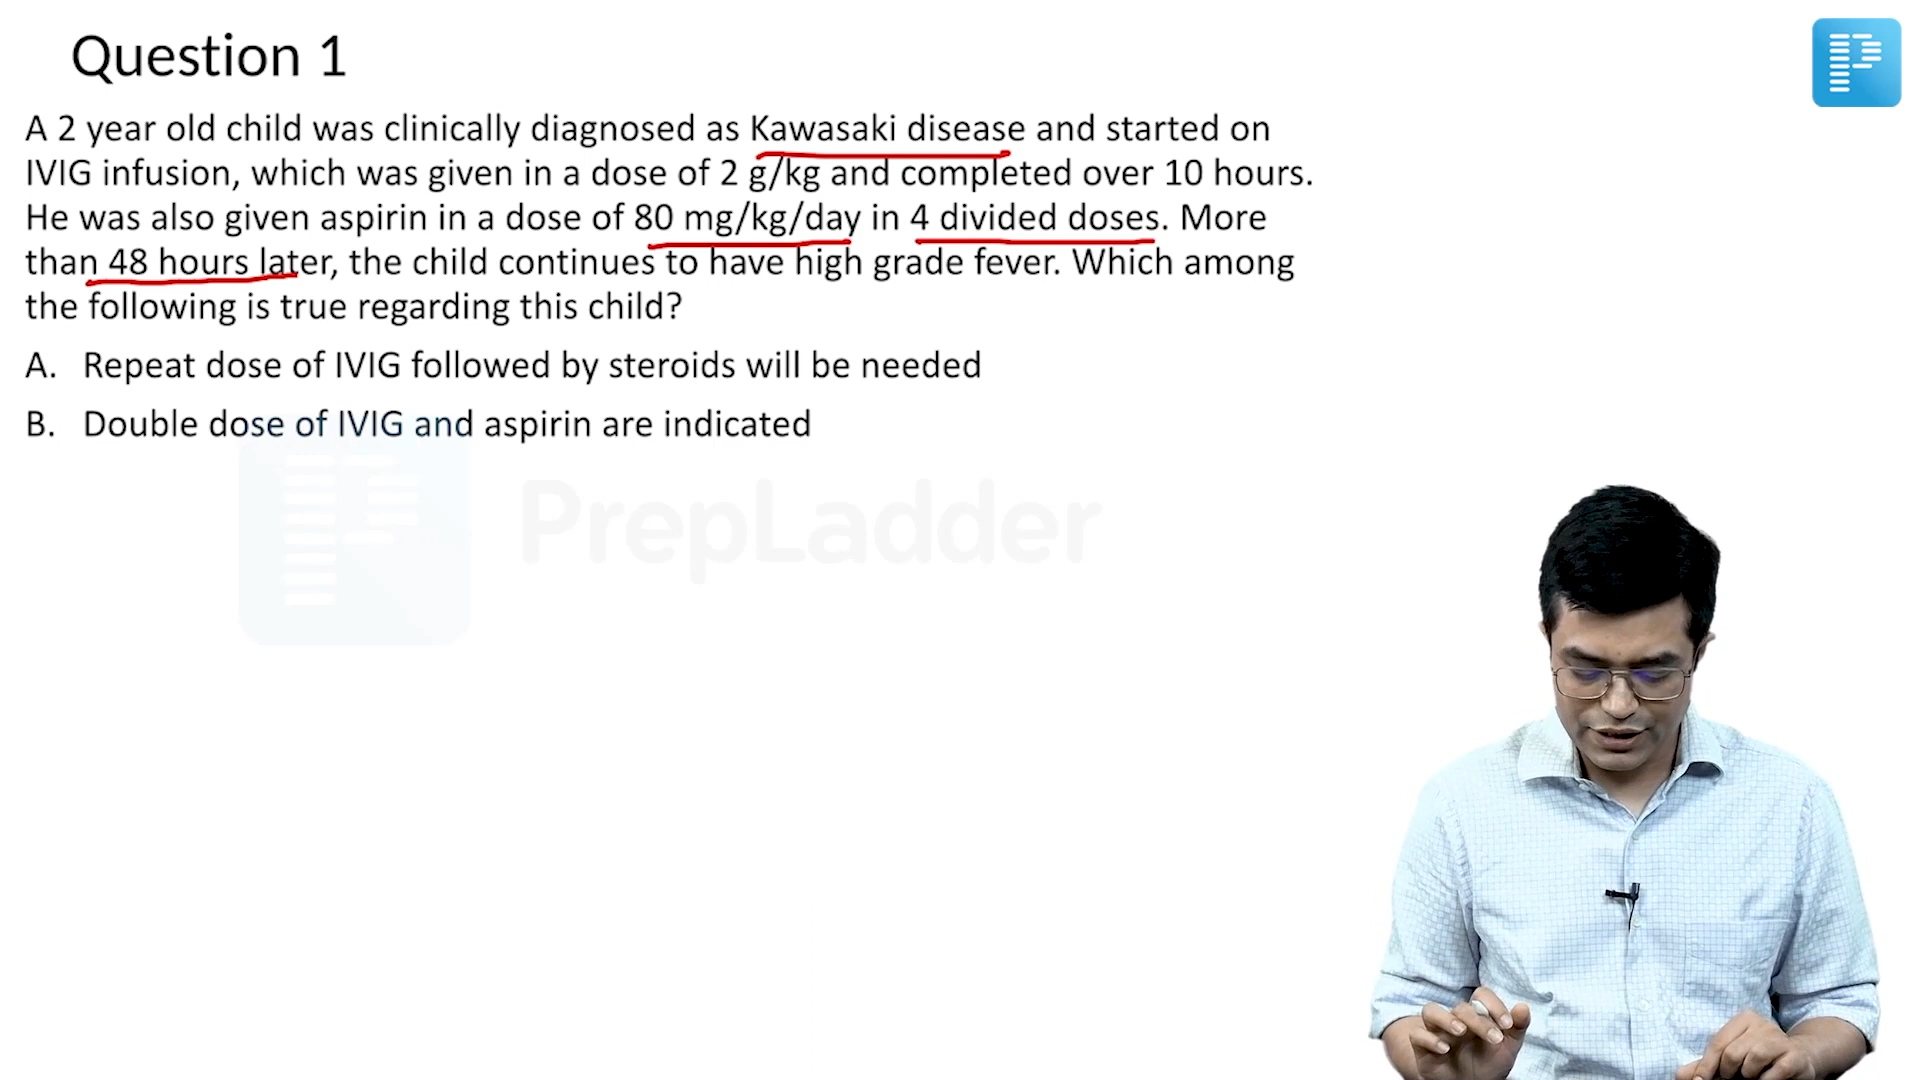 Question 1
A 2 year old child was clinically diagnosed as Kawasaki disease and started on
IVIG infusion, which was given in a dose of 2 g/kg and completed over 10 hours.
He was also given aspirin in a dose of 80 mg/kg/day in 4 divided doses. More
than 48 hours later, the child continues to have high grade fever. Which among
the following is true regarding this child?
A. Repeat dose of IVIG followed by steroids will be needed
B. Double dose of IVIG and aspirin are indicated
PrepLadder